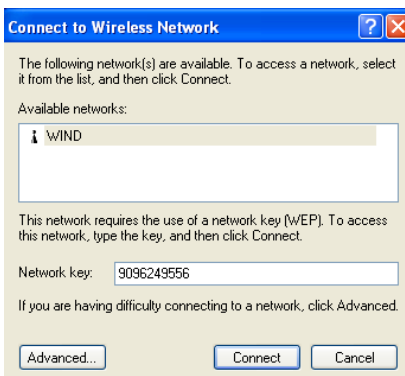 Connect to Wireless Network
The following network(s) are available. To access a network, select
it from the list, and then click Connect.
Available networks:
WIND
This network requires the use of a network key (WEP). To access
this network, type the key, and then click Connect.
Network key: 9096249556
If you are having difficulty connecting to a network, click Advanced.
Advanced... Connect Cancel